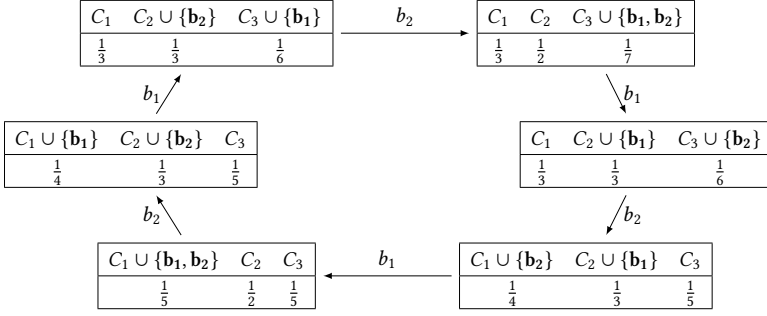 C₁ C₂ ∪ {b₂} C₃ ∪ {b₁}
1/3 1/3 1/6
b₂
C₁ C₂ C₃ ∪ {b₁, b₂}
1/3 1/2 1/7
b₁
b₁
C₁ ∪ {b₁} C₂ ∪ {b₂} C₃
1/4 1/3 1/5
C₁ C₂ ∪ {b₁} C₃ ∪ {b₂}
1/3 1/3 1/6
b₂
b₂
C₁ ∪ {b₁, b₂} C₂ C₃
1/5 1/2 1/5
b₁
C₁ ∪ {b₂} C₂ ∪ {b₁} C₃
1/4 1/3 1/5